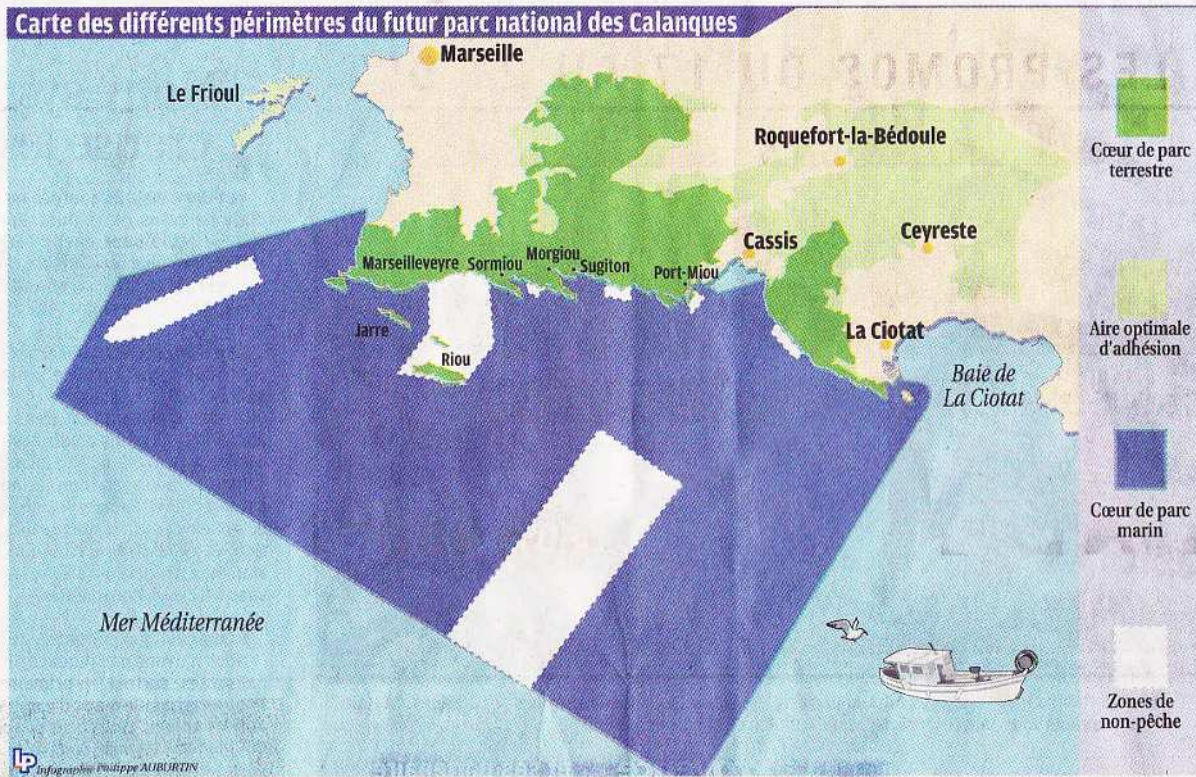 Carte des différents périmètres du futur parc national des Calanques
Marseille
Le Frioul
Roquefort-la-Bédoule
Cœur de parc
terrestre
Cassis
Ceyreste
Marseilleveyre
Sormiou
Morgiou
Sugiton
Port-Miou
Jarre
Riou
La Ciotat
Aire optimale
d'adhésion
Baie de
La Ciotat
Cœur de parc
marin
Mer Méditerranée
Zones de
non-pêche
LP Infographie Philippe AUBURTIN